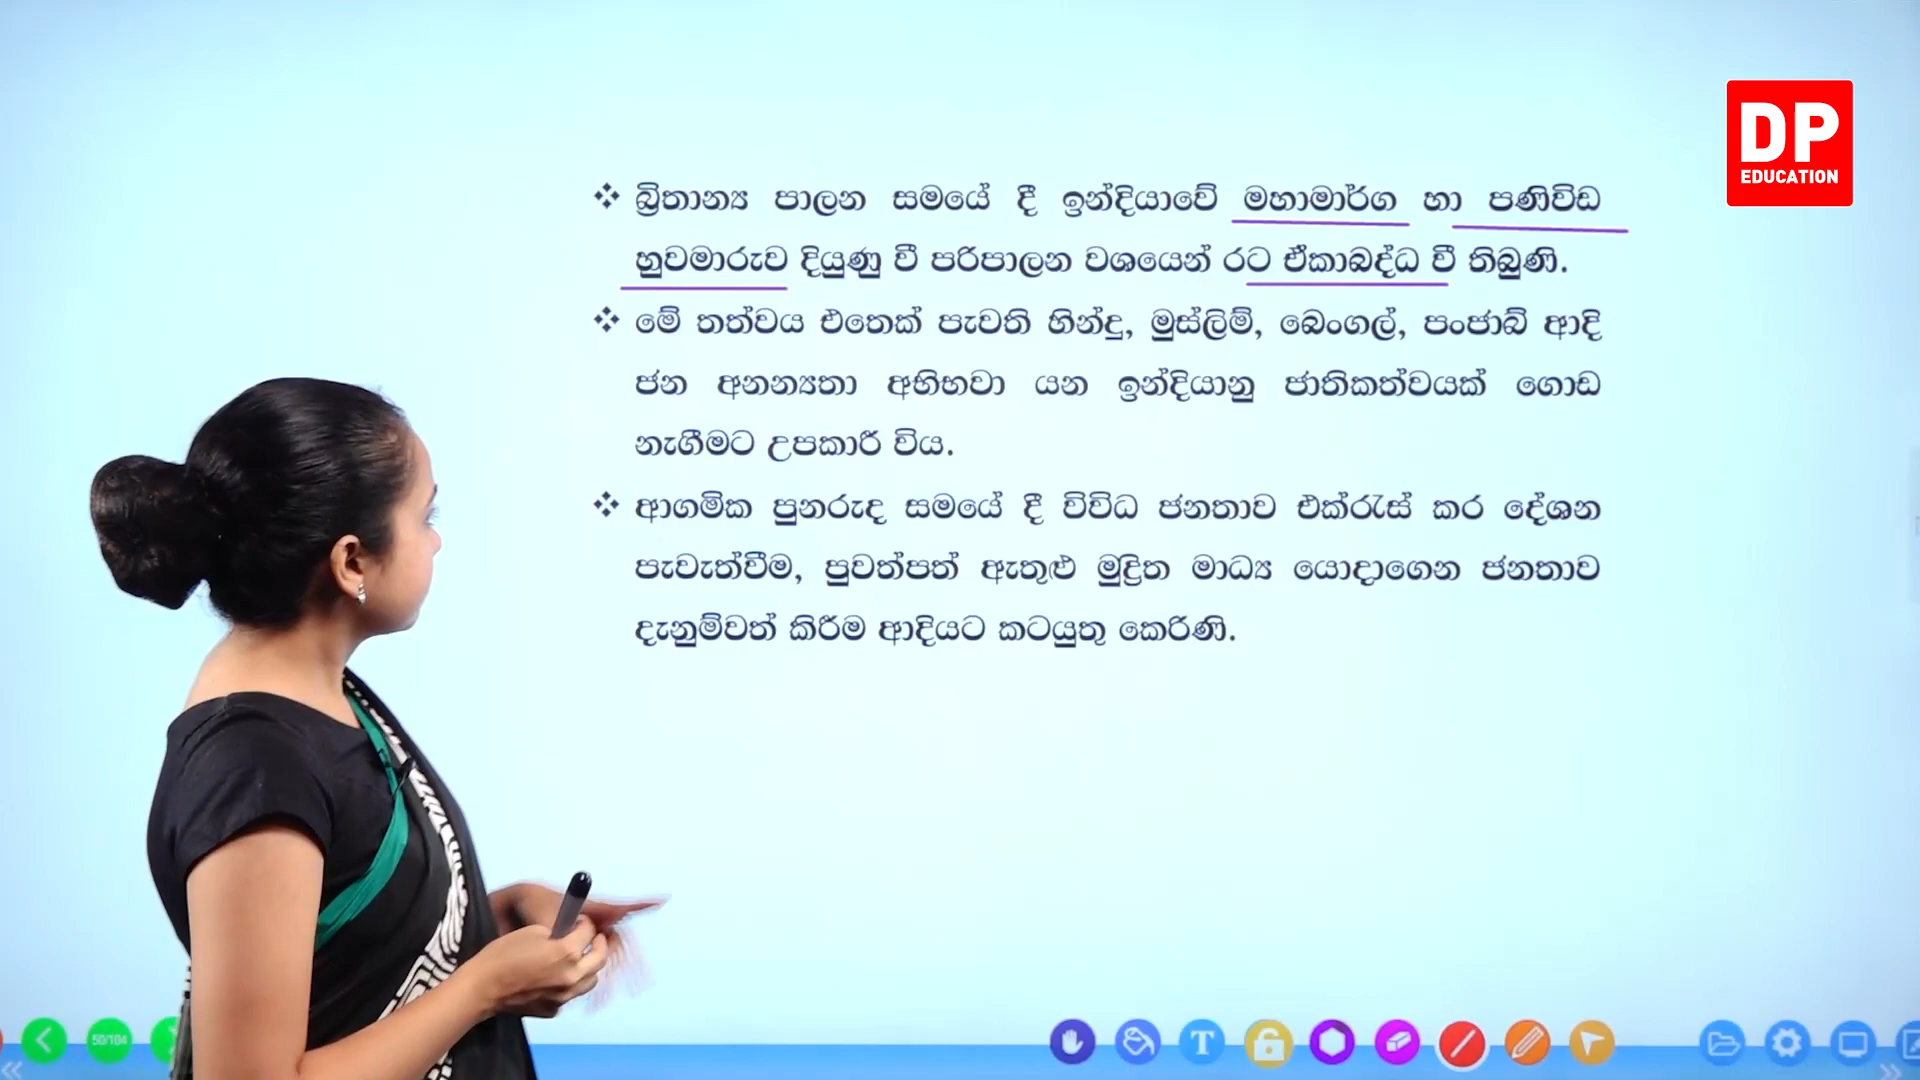 DP
EDUCATION
❖ බ්‍රිතාන්‍ය පාලන සමයේ දී ඉන්දියාවේ මහාමාර්ග හා පණිවිඩ
හුවමාරුව දියුණු වී පරිපාලන වශයෙන් රට ඒකාබද්ධ වී තිබුණි.
❖ මේ තත්වය එතෙක් පැවති හින්දු, මුස්ලිම්, බෙංගල්, පංජාබ් ආදි
ජන අනන්‍යතා අභිභවා යන ඉන්දියානු ජාතිකත්වයක් ගොඩ
නැගීමට උපකාරී විය.
❖ ආගමික පුනරුද සමයේ දී විවිධ ජනතාව එක්රැස් කර දේශන
පැවැත්වීම, පුවත්පත් ඇතුළු මුද්‍රිත මාධ්‍ය යොදාගෙන ජනතාව
දැනුම්වත් කිරීම ආදියට කටයුතු කෙරිණි.
50/104
T